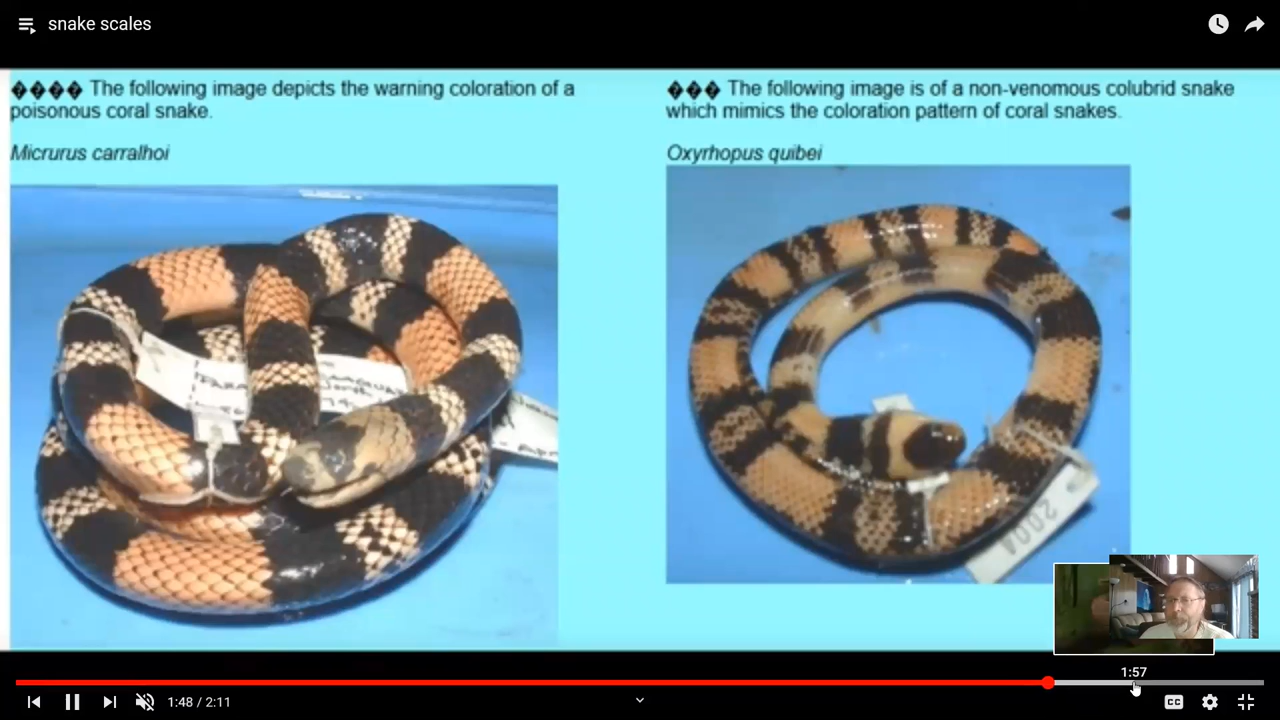 snake scales
���� The following image depicts the warning coloration of a
poisonous coral snake.
Micrurus carralhoi
��� The following image is of a non-venomous colubrid snake
which mimics the coloration pattern of coral snakes.
Oxyrhopus quibei
2004
1:57
1:48 / 2:11
CC